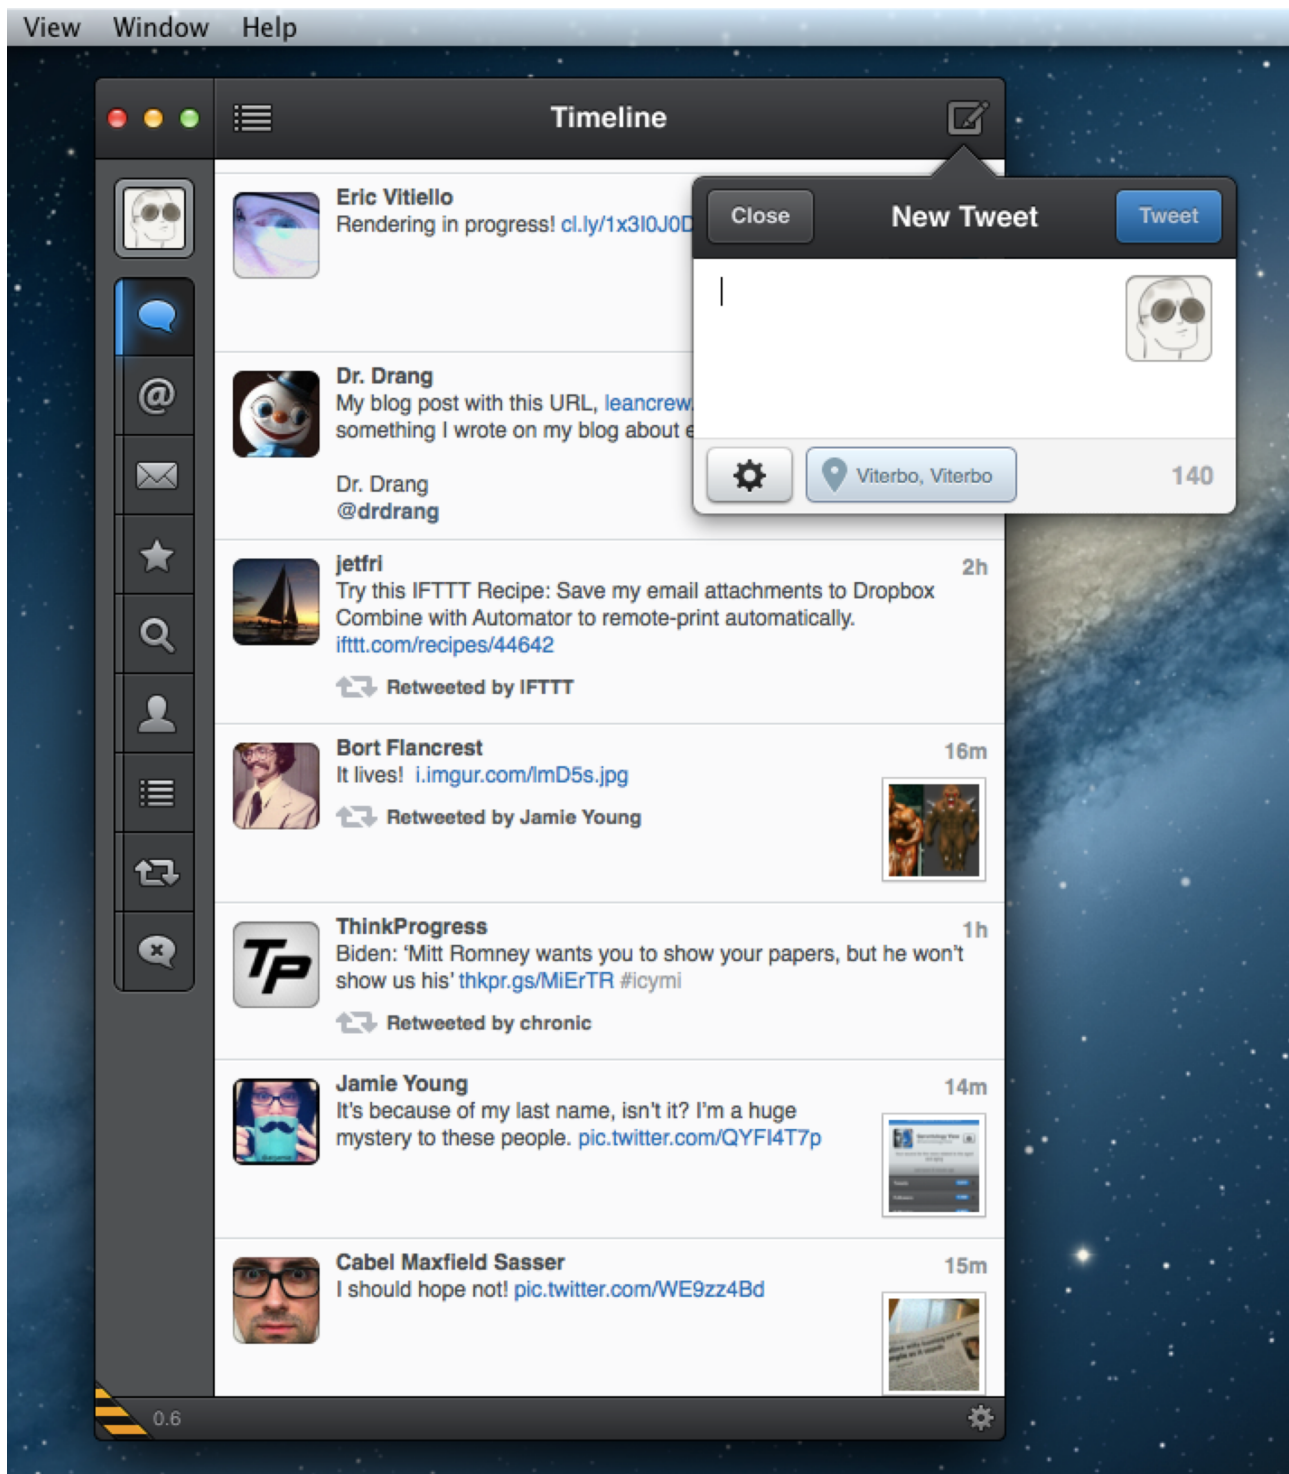 View Window Help
Timeline
Eric Vitiello
Rendering in progress! cl.ly/1x3I0J0D
Close New Tweet Tweet
Viterbo, Viterbo 140
Dr. Drang
My blog post with this URL, leancrew.
something I wrote on my blog about e
Dr. Drang
@drdrang
jetfri 2h
Try this IFTTT Recipe: Save my email attachments to Dropbox
Combine with Automator to remote-print automatically.
ifttt.com/recipes/44642
Retweeted by IFTTT
Bort Flancrest 16m
It lives! i.imgur.com/lmD5s.jpg
Retweeted by Jamie Young
TP
ThinkProgress 1h
Biden: ‘Mitt Romney wants you to show your papers, but he won’t
show us his’ thkpr.gs/MiErTR #icymi
Retweeted by chronic
Jamie Young 14m
It’s because of my last name, isn’t it? I’m a huge
mystery to these people. pic.twitter.com/QYFI4T7p
Cabel Maxfield Sasser 15m
I should hope not! pic.twitter.com/WE9zz4Bd
0.6